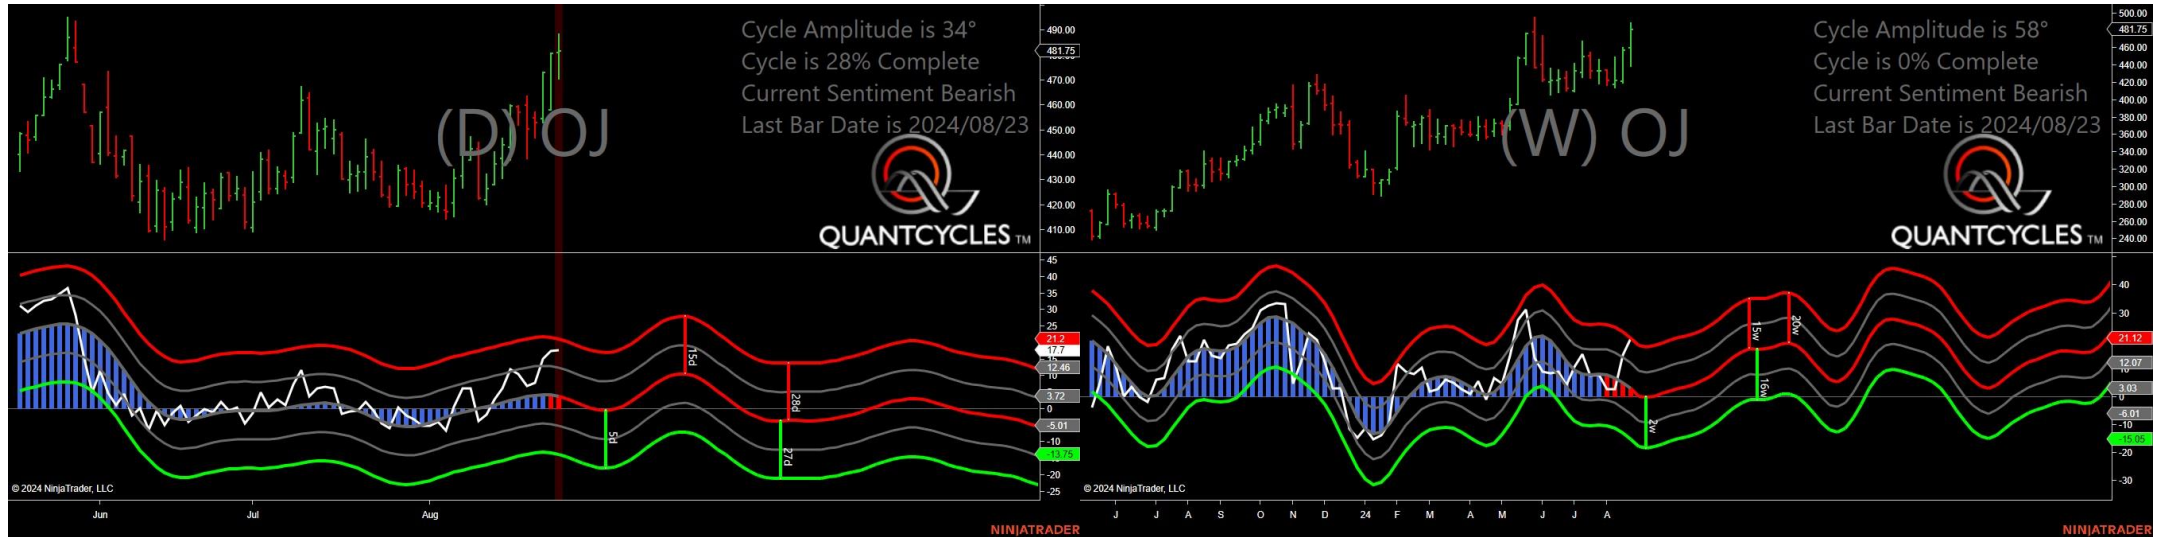 Cycle Amplitude is 34°
Cycle is 28% Complete
Current Sentiment Bearish
Last Bar Date is 2024/08/23
(D) OJ
QUANTCYCLES TM
490.00
481.75
470.00
460.00
450.00
440.00
430.00
420.00
410.00
45
40
35
30
25
21.2
17.7
12.46
10
3.72
0
-5.01
-10
-13.75
-20
-25
15d
28d
5d
27d
© 2024 NinjaTrader, LLC
Jun Jul Aug
NINJATRADER
Cycle Amplitude is 58°
Cycle is 0% Complete
Current Sentiment Bearish
Last Bar Date is 2024/08/23
(W) OJ
QUANTCYCLES TM
500.00
481.75
460.00
440.00
420.00
400.00
380.00
360.00
340.00
320.00
300.00
280.00
260.00
240.00
40
30
21.12
12.07
3.03
0
-6.01
-10
-15.05
-20
-30
15w
20w
16w
2w
© 2024 NinjaTrader, LLC
J J A S O N D 24 F M A M J J A
NINJATRADER